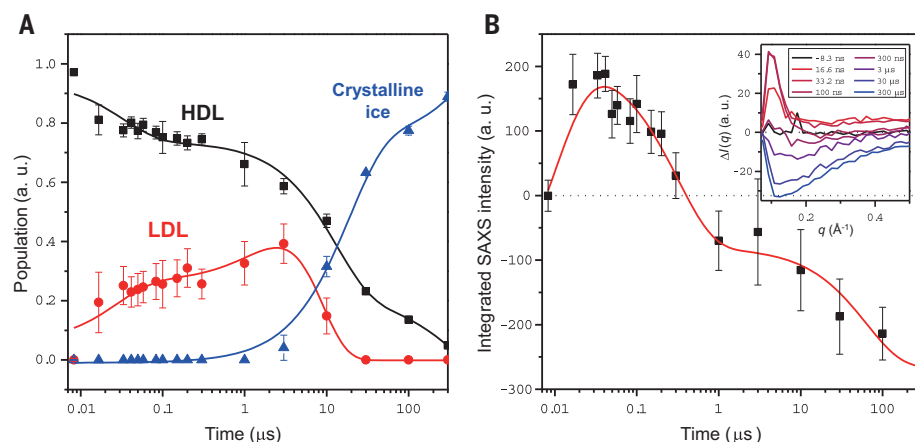 A
Population (a. u.)
1.0
0.8
0.6
0.4
0.2
0.0
HDL
LDL
Crystalline
ice
0.01 0.1 1 10 100
Time (μs)
B
Integrated SAXS intensity (a. u.)
200
100
0
-100
-200
-300
0.01 0.1 1 10 100
Time (μs)
ΔI(q) (a. u.)
40
20
0
-20
-8.3 ns 300 ns
16.6 ns 3 μs
33.2 ns 30 μs
100 ns 300 μs
0.2 0.4
q (Å⁻¹)